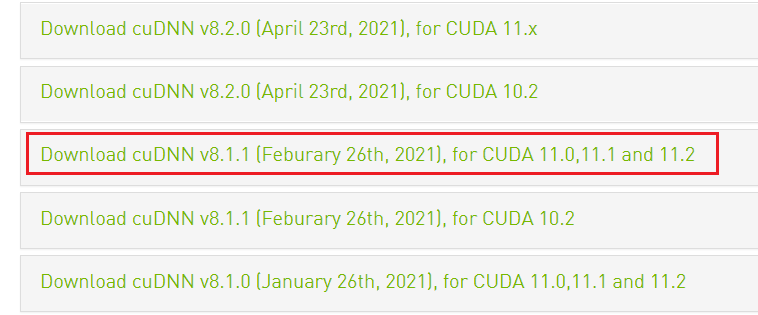 Download cuDNN v8.2.0 (April 23rd, 2021), for CUDA 11.x
Download cuDNN v8.2.0 (April 23rd, 2021), for CUDA 10.2
Download cuDNN v8.1.1 (Feburary 26th, 2021), for CUDA 11.0,11.1 and 11.2
Download cuDNN v8.1.1 (Feburary 26th, 2021), for CUDA 10.2
Download cuDNN v8.1.0 (January 26th, 2021), for CUDA 11.0,11.1 and 11.2